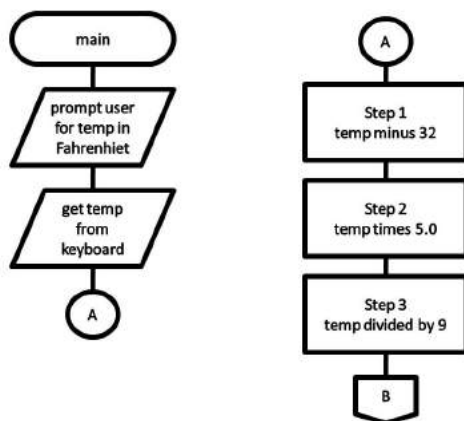 main
prompt user
for temp in
Fahrenhiet
get temp
from
keyboard
A
A
Step 1
temp minus 32
Step 2
temp times 5.0
Step 3
temp divided by 9
B